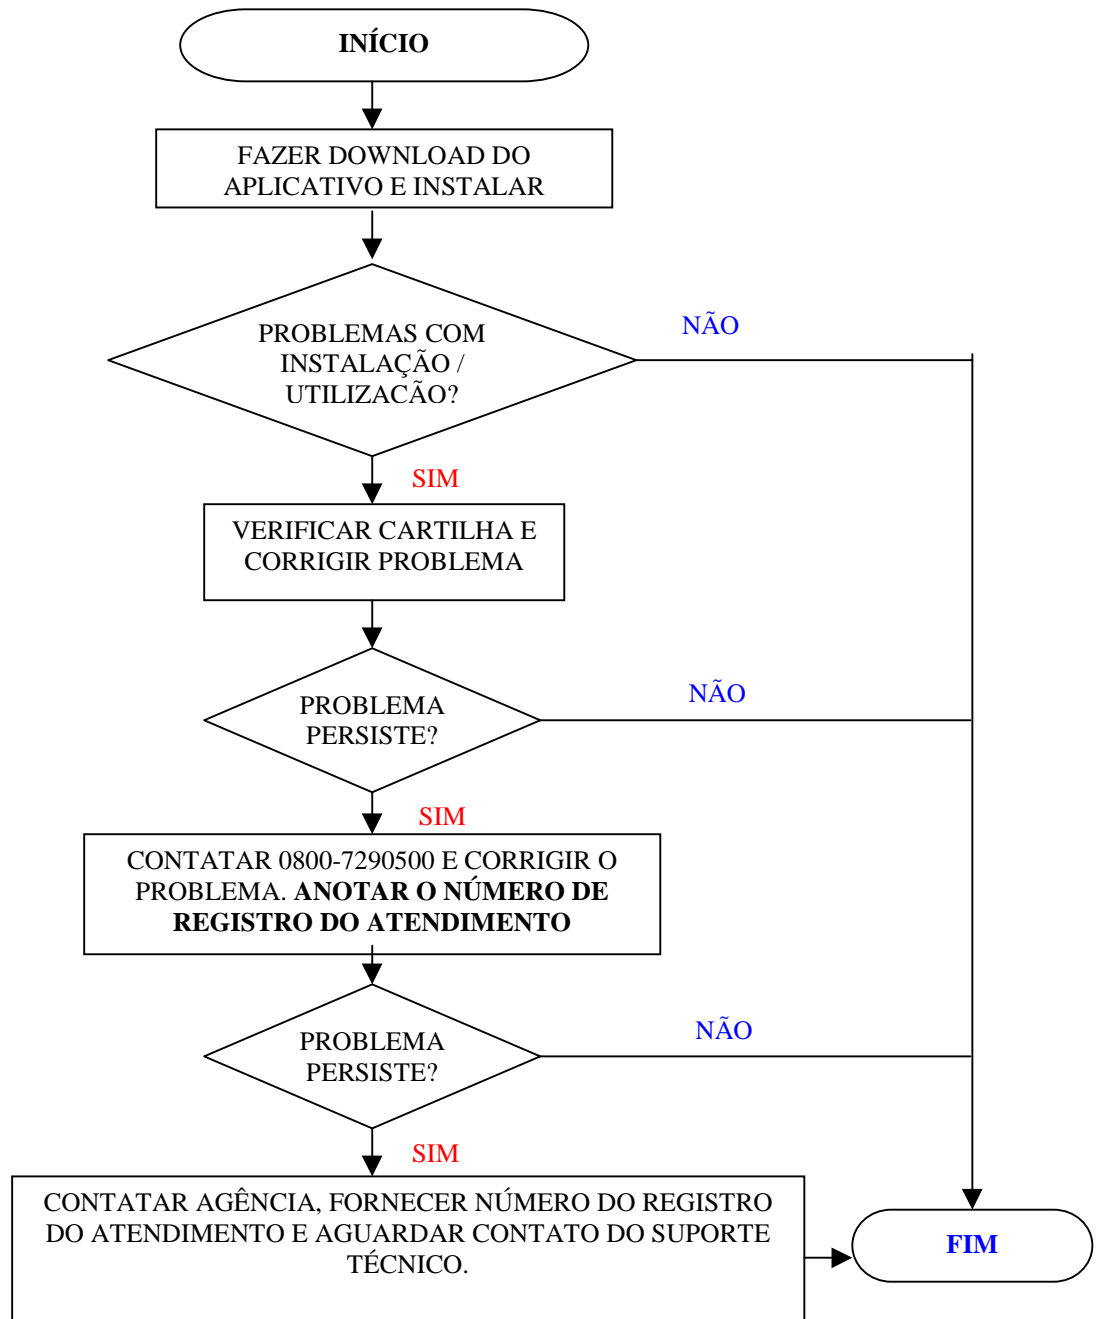 INÍCIO
FAZER DOWNLOAD DO
APLICATIVO E INSTALAR
PROBLEMAS COM
INSTALAÇÃO /
UTILIZACÃO?
NÃO
SIM
VERIFICAR CARTILHA E
CORRIGIR PROBLEMA
PROBLEMA
PERSISTE?
NÃO
SIM
CONTATAR 0800-7290500 E CORRIGIR O
PROBLEMA. ANOTAR O NÚMERO DE
REGISTRO DO ATENDIMENTO
PROBLEMA
PERSISTE?
NÃO
SIM
CONTATAR AGÊNCIA, FORNECER NÚMERO DO REGISTRO
DO ATENDIMENTO E AGUARDAR CONTATO DO SUPORTE
TÉCNICO.
FIM